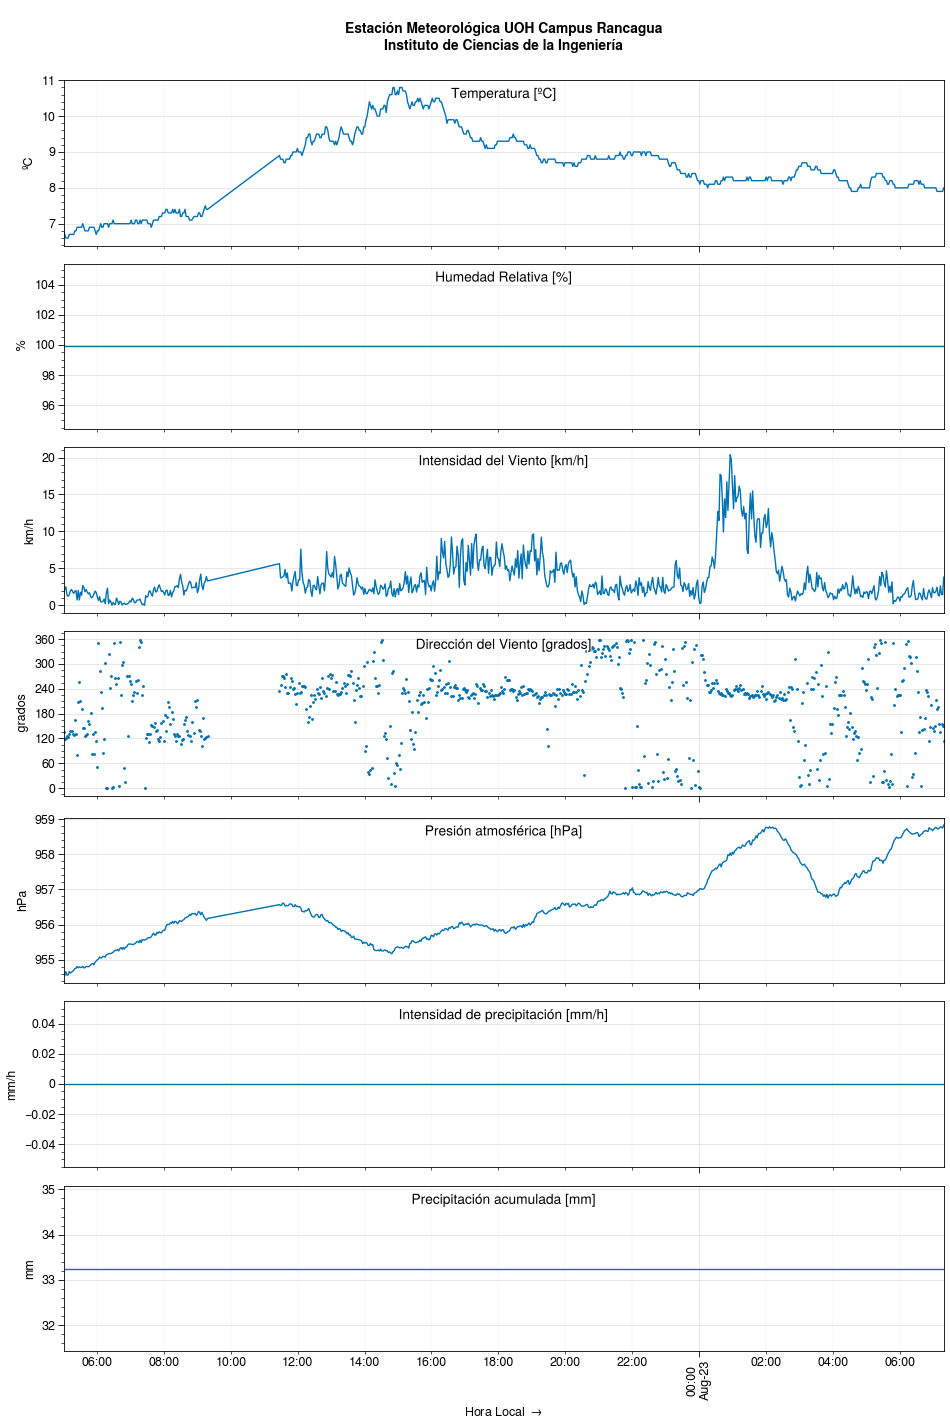 Estación Meteorológica UOH Campus Rancagua
Instituto de Ciencias de la Ingeniería
Temperatura [ºC]
ºC
11
10
9
8
7
Humedad Relativa [%]
%
104
102
100
98
96
Intensidad del Viento [km/h]
km/h
20
15
10
5
0
Dirección del Viento [grados]
grados
360
300
240
180
120
60
0
Presión atmosférica [hPa]
hPa
959
958
957
956
955
Intensidad de precipitación [mm/h]
mm/h
0.04
0.02
0
−0.02
−0.04
Precipitación acumulada [mm]
mm
35
34
33
32
06:00 08:00 10:00 12:00 14:00 16:00 18:00 20:00 22:00 00:00 02:00 04:00 06:00
Aug-23
Hora Local →